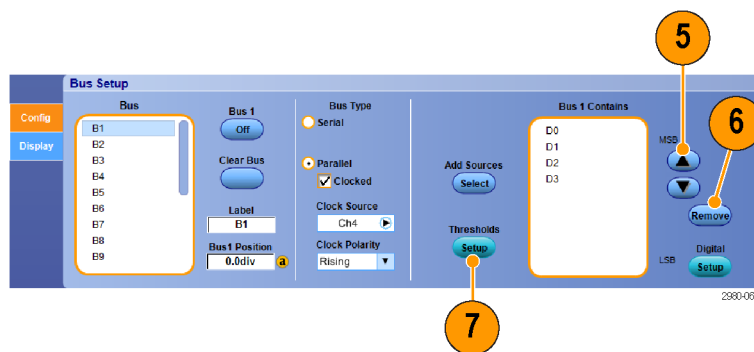 5
Bus Setup
Config
Display
Bus
B1
B2
B3
B4
B5
B6
B7
B8
B9
Bus 1
Off
Clear Bus
Label
B1
Bus1 Position
0.0div
a
Bus Type
Serial
Parallel
Clocked
Clock Source
Ch4
Clock Polarity
Rising
Add Sources
Select
Thresholds
Setup
Bus 1 Contains
D0
D1
D2
D3
MSB
6
Remove
LSB
Digital
Setup
7
2980-06